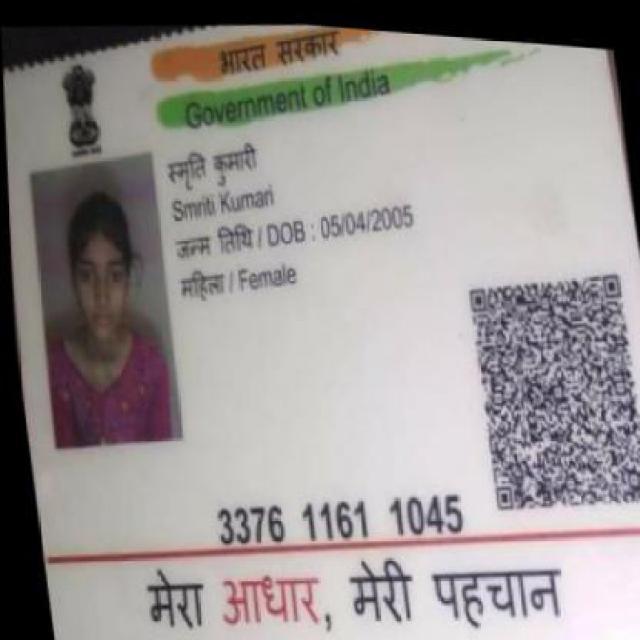 भारत सरकार
Government of India
स्मृति कुमारी
Smriti Kumari
जन्म तिथि / DOB : 05/04/2005
महिला / Female
3376 1161 1045
मेरा आधार, मेरी पहचान